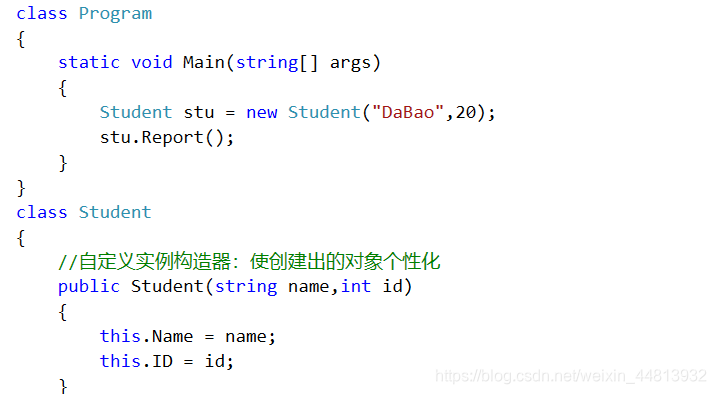 class Program
{
    static void Main(string[] args)
    {
        Student stu = new Student("DaBao",20);
        stu.Report();
    }
}
class Student
{
    //自定义实例构造器：使创建出的对象个性化
    public Student(string name,int id)
    {
        this.Name = name;
        this.ID = id;
    }
https://blog.csdn.net/weixin_44813932